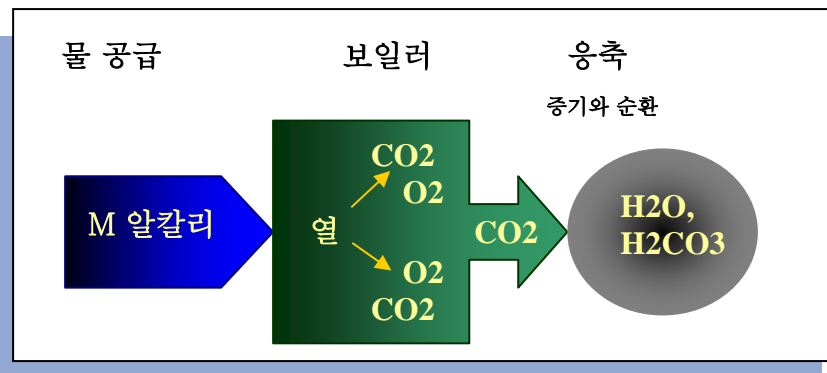 물 공급
보일러
응축
증기와 순환
M 알칼리
열
CO2
O2
O2
CO2
CO2
H2O,
H2CO3